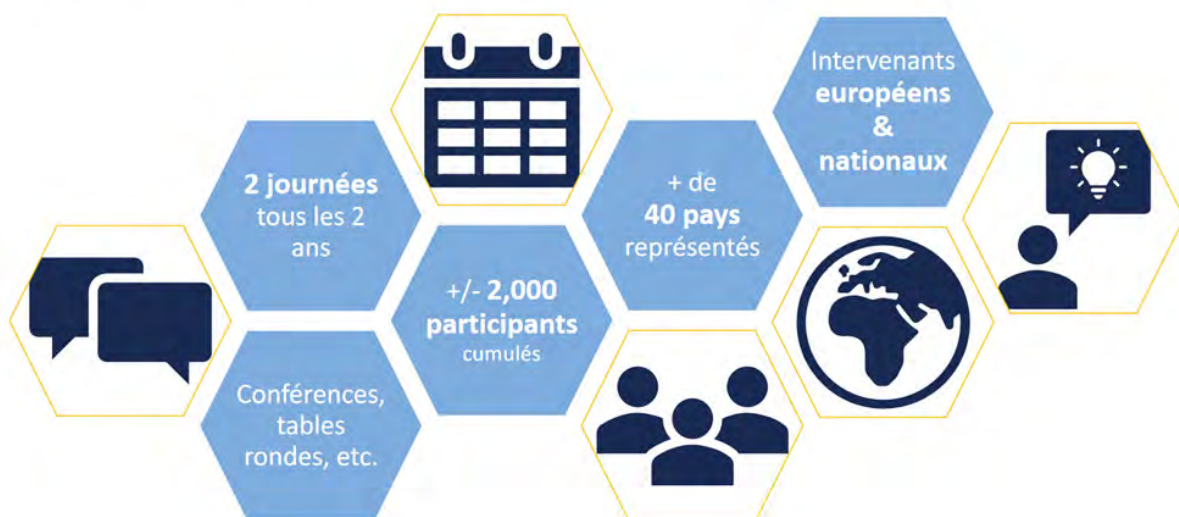 2 journées
tous les 2
ans
Conférences,
tables
rondes, etc.
+/- 2,000
participants
cumulés
+ de
40 pays
représentés
Intervenants
européens
&
nationaux